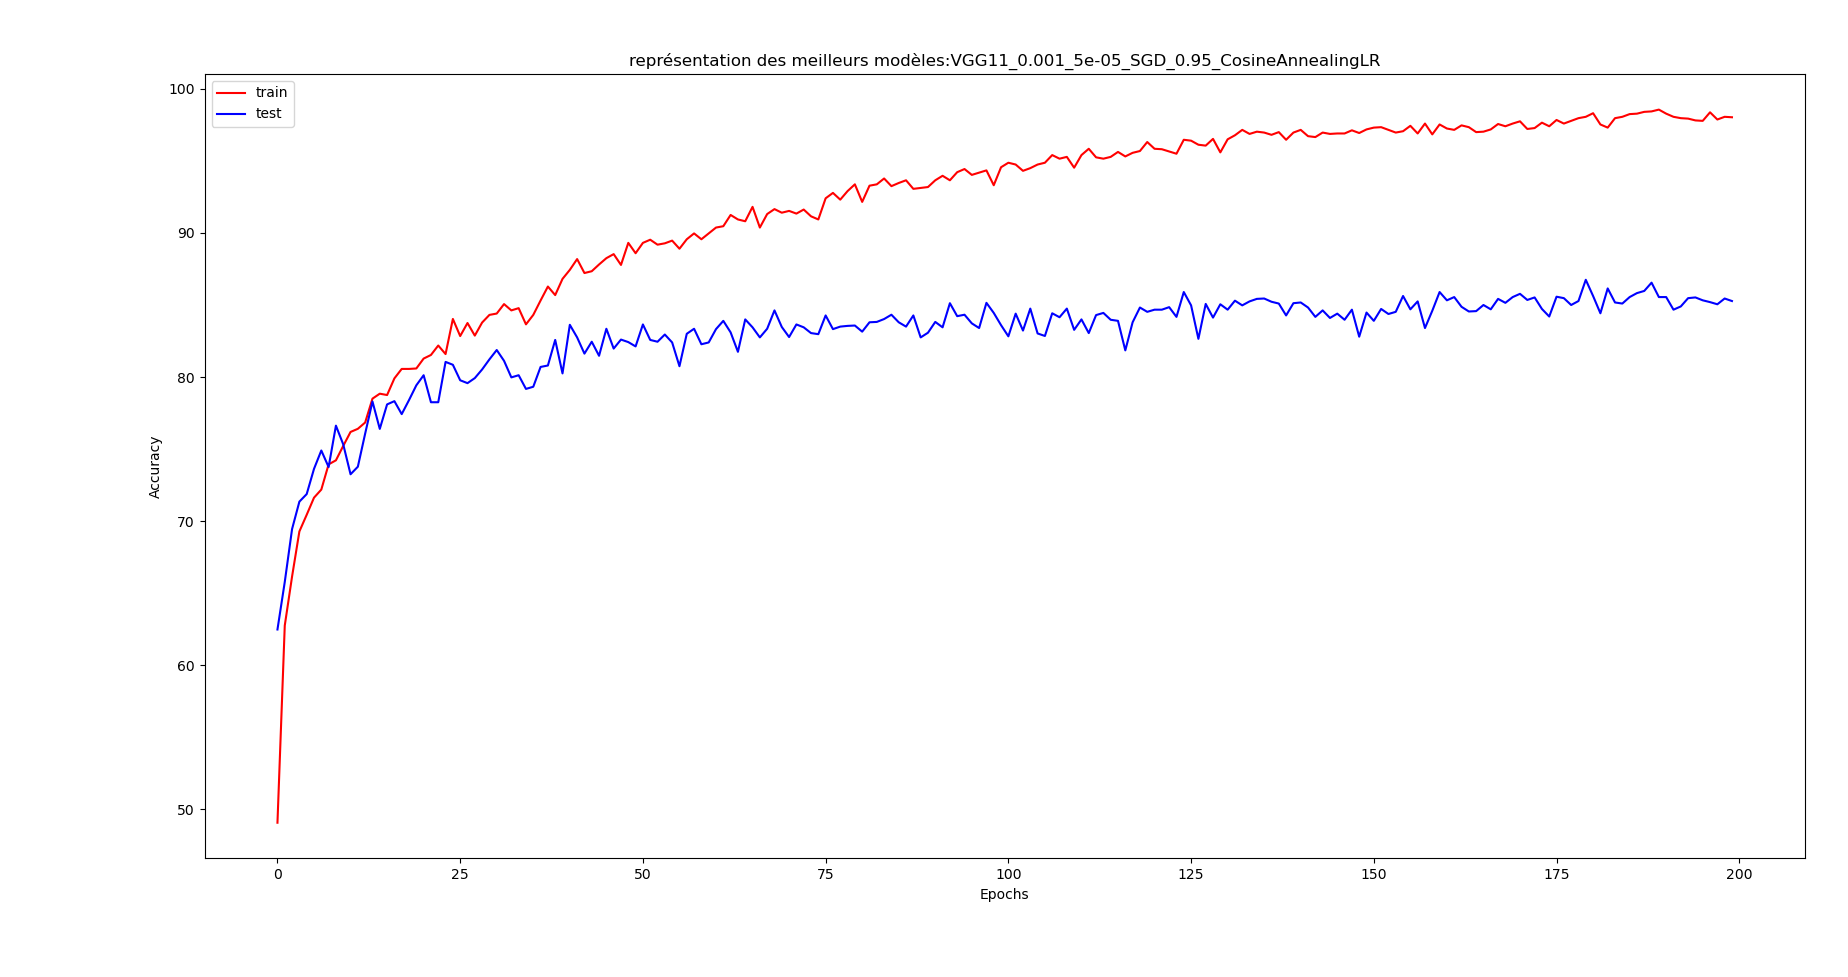 représentation des meilleurs modèles:VGG11_0.001_5e-05_SGD_0.95_CosineAnnealingLR
train
test
100
90
80
70
60
50
Accuracy
0 25 50 75 100 125 150 175 200
Epochs